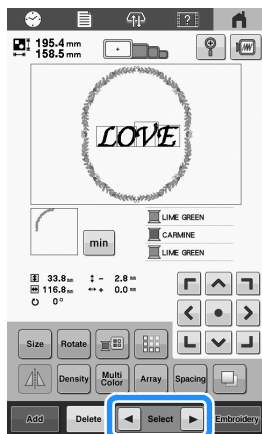 ?
195.4 mm
158.5 mm
LOVE
LIME GREEN
CARMINE
LIME GREEN
min
33.8 mm - 2.8 mm
116.8 mm + 0.0 mm
0°
Size Rotate
Density Multi Color Array Spacing
Add Delete Select Embroidery